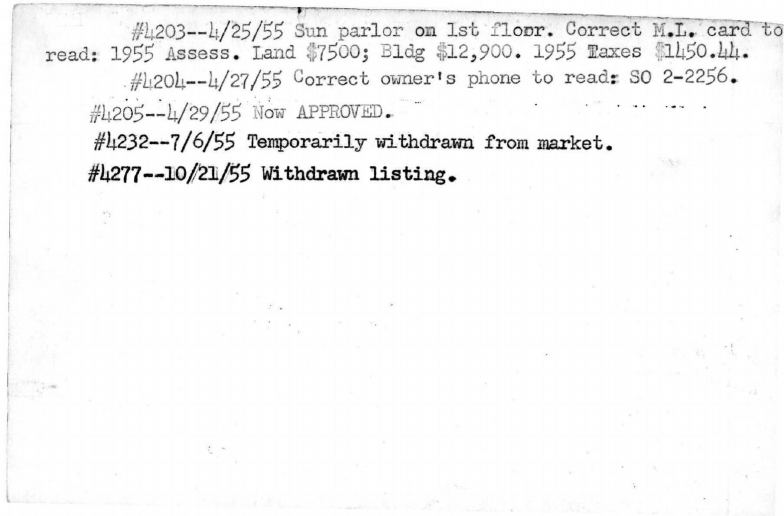 #4203--4/25/55 Sun parlor on 1st floor. Correct M.L. card to
read: 1955 Assess. Land $7500; Bldg $12,900. 1955 Taxes $1450.44.
#4204--4/27/55 Correct owner's phone to read: SO 2-2256.
#4205--4/29/55 Now APPROVED.
#4232--7/6/55 Temporarily withdrawn from market.
#4277--10/21/55 Withdrawn listing.